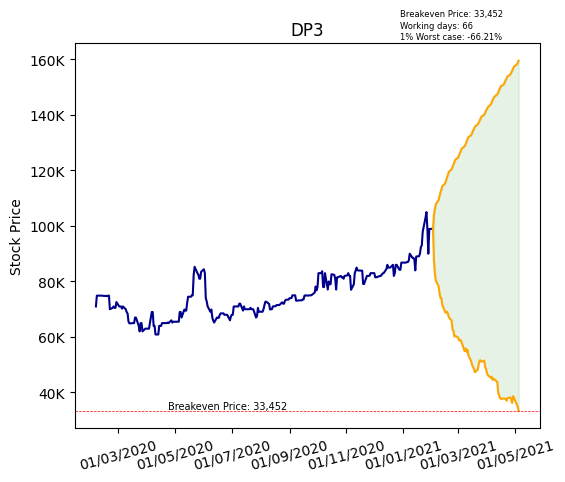 Breakeven Price: 33,452
Working days: 66
1% Worst case: -66.21%
DP3
160K
140K
120K
100K
80K
60K
40K
Stock Price
Breakeven Price: 33,452
01/03/2020
01/05/2020
01/07/2020
01/09/2020
01/11/2020
01/01/2021
01/03/2021
01/05/2021